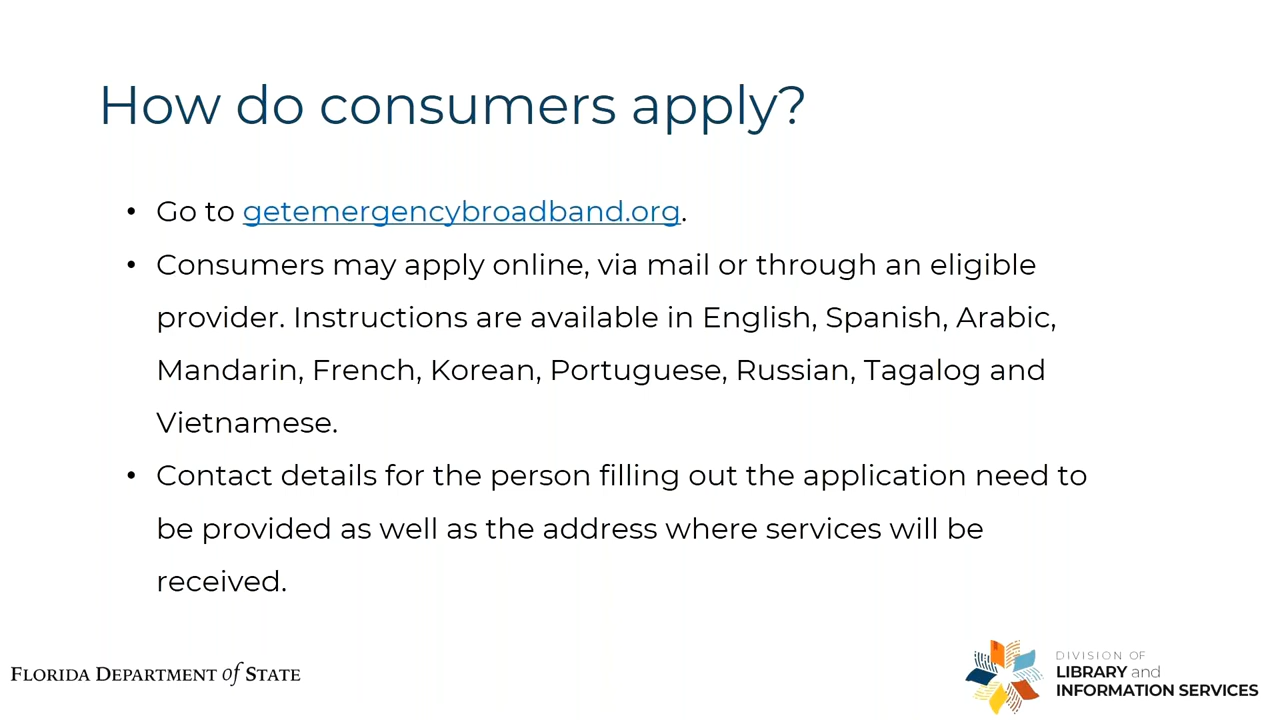 How do consumers apply?
• Go to getemergencybroadband.org.
• Consumers may apply online, via mail or through an eligible
provider. Instructions are available in English, Spanish, Arabic,
Mandarin, French, Korean, Portuguese, Russian, Tagalog and
Vietnamese.
• Contact details for the person filling out the application need to
be provided as well as the address where services will be
received.
FLORIDA DEPARTMENT of STATE
DIVISION OF
LIBRARY and
INFORMATION SERVICES